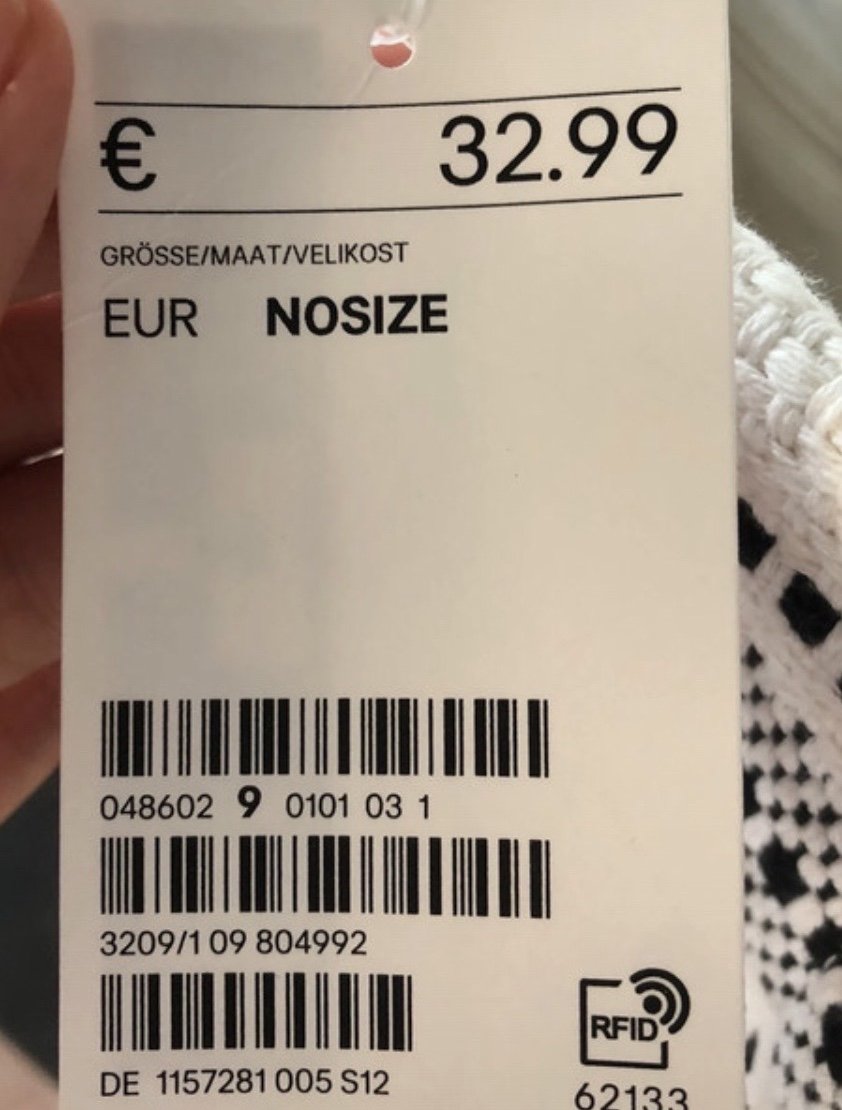 € 32.99
GRÖSSE/MAAT/VELIKOST
EUR NOSIZE
048602 9 0101 03 1
3209/1 09 804992
DE 1157281 005 S12
RFID
62133